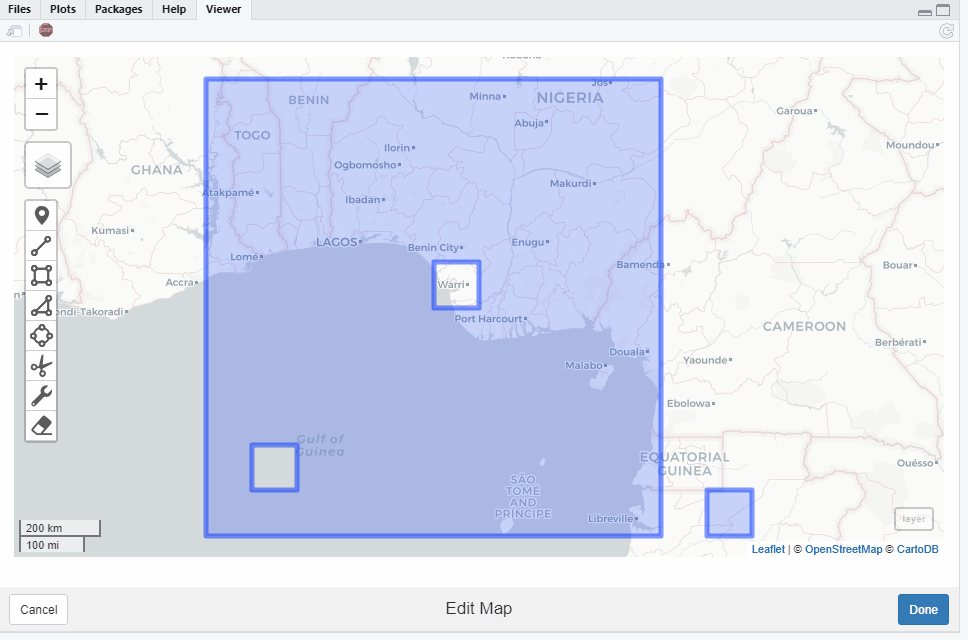 Files Plots Packages Help Viewer
STOP
+
−
BENIN
Minna
NIGERIA
Jos
Garoua
Abuja
TOGO
Ilorin
Moundou
GHANA
Ogbomosho
Makurdi
Atakpamé
Ibadan
Kumasi
LAGOS
Benin City
Enugu
Lomé
Bamenda
Bouar
Accra
Warri
ondi-Takoradi
Port Harcourt
CAMEROON
Berbérati
Douala
Yaounde
Malabo
Ebolowa
Gulf of
Guinea
EQUATORIAL
GUINEA
Ouésso
SÃO
TOMÉ
AND
PRÍNCIPE
Libreville
layer
200 km
100 mi
Leaflet | © OpenStreetMap © CartoDB
Cancel Edit Map Done